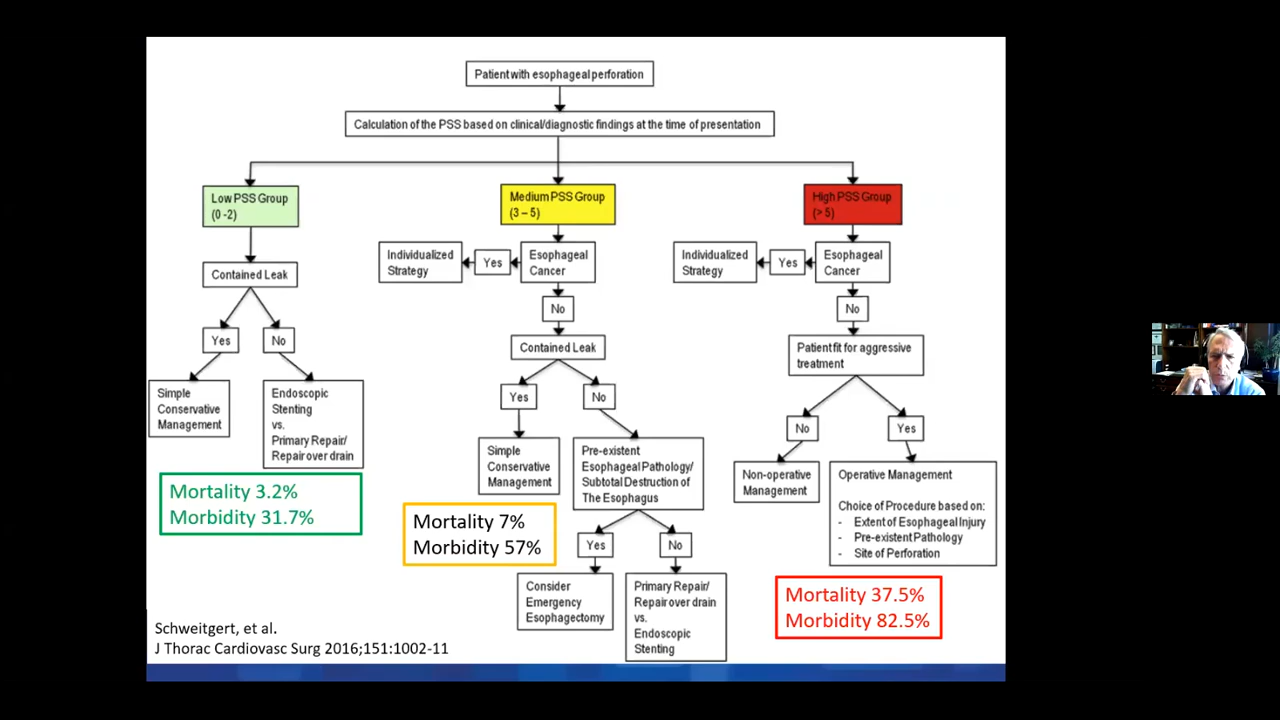 Patient with esophageal perforation
Calculation of the PSS based on clinical/diagnostic findings at the time of presentation
Low PSS Group
(0 -2)
Contained Leak
Yes
No
Simple
Conservative
Management
Endoscopic
Stenting
vs.
Primary Repair/
Repair over drain
Mortality 3.2%
Morbidity 31.7%
Medium PSS Group
(3 – 5)
Individualized
Strategy
Yes
Esophageal
Cancer
No
Contained Leak
Yes
No
Simple
Conservative
Management
Pre-existent
Esophageal Pathology/
Subtotal Destruction of
The Esophagus
Mortality 7%
Morbidity 57%
Yes
No
Consider
Emergency
Esophagectomy
Primary Repair/
Repair over drain
vs.
Endoscopic
Stenting
High PSS Group
(> 5)
Individualized
Strategy
Yes
Esophageal
Cancer
No
Patient fit for aggressive
treatment
No
Yes
Non-operative
Management
Operative Management
Choice of Procedure based on:
- Extent of Esophageal Injury
- Pre-existent Pathology
- Site of Perforation
Mortality 37.5%
Morbidity 82.5%
Schweitgert, et al.
J Thorac Cardiovasc Surg 2016;151:1002-11